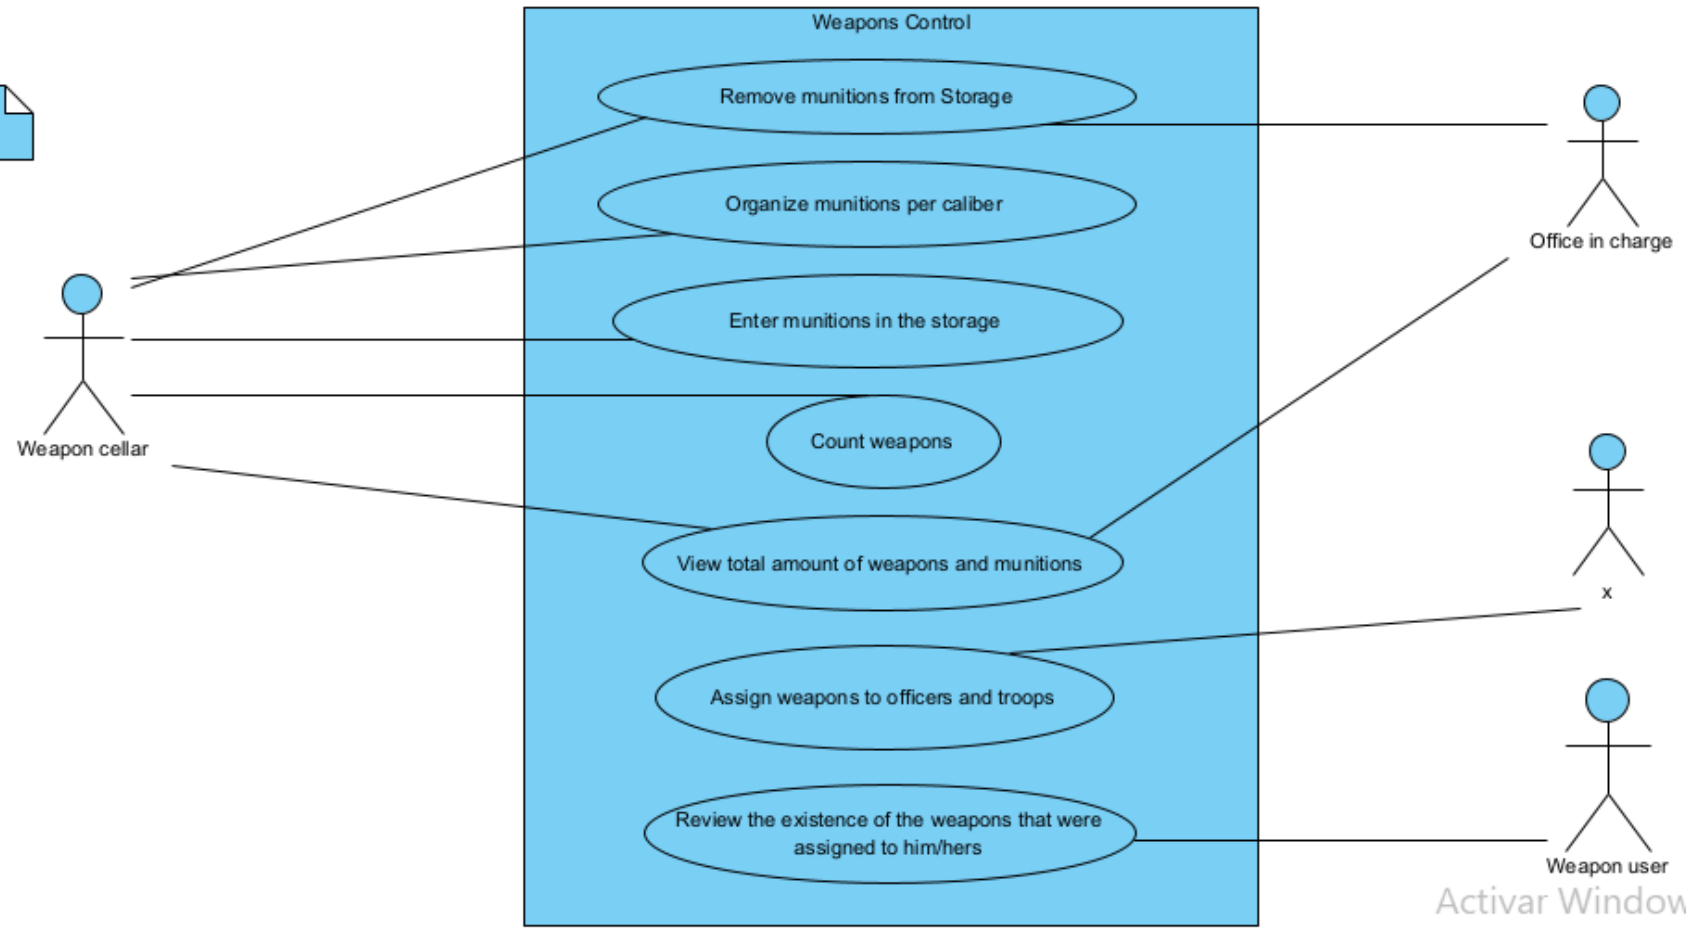 Weapons Control
Remove munitions from Storage
Organize munitions per caliber
Office in charge
Enter munitions in the storage
Count weapons
Weapon cellar
View total amount of weapons and munitions
x
Assign weapons to officers and troops
Review the existence of the weapons that were
assigned to him/hers
Weapon user
Activar Window